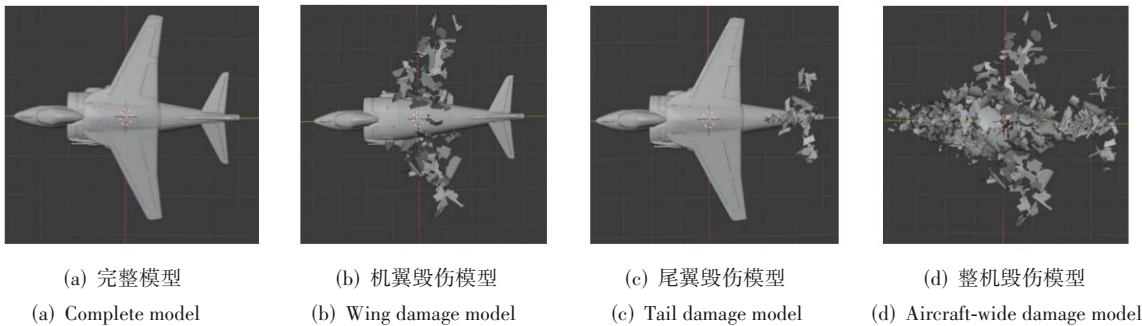 (a) 完整模型
(b) 机翼毁伤模型
(c) 尾翼毁伤模型
(d) 整机毁伤模型
(a) Complete model
(b) Wing damage model
(c) Tail damage model
(d) Aircraft-wide damage model